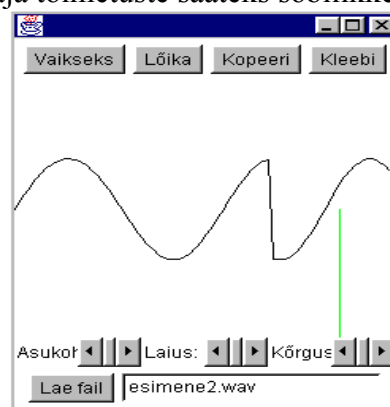 Vaikseks Lõika Kopeeri Kleebi
Asukoh Laius: Kõrgus
Lae fail esimene2.wav